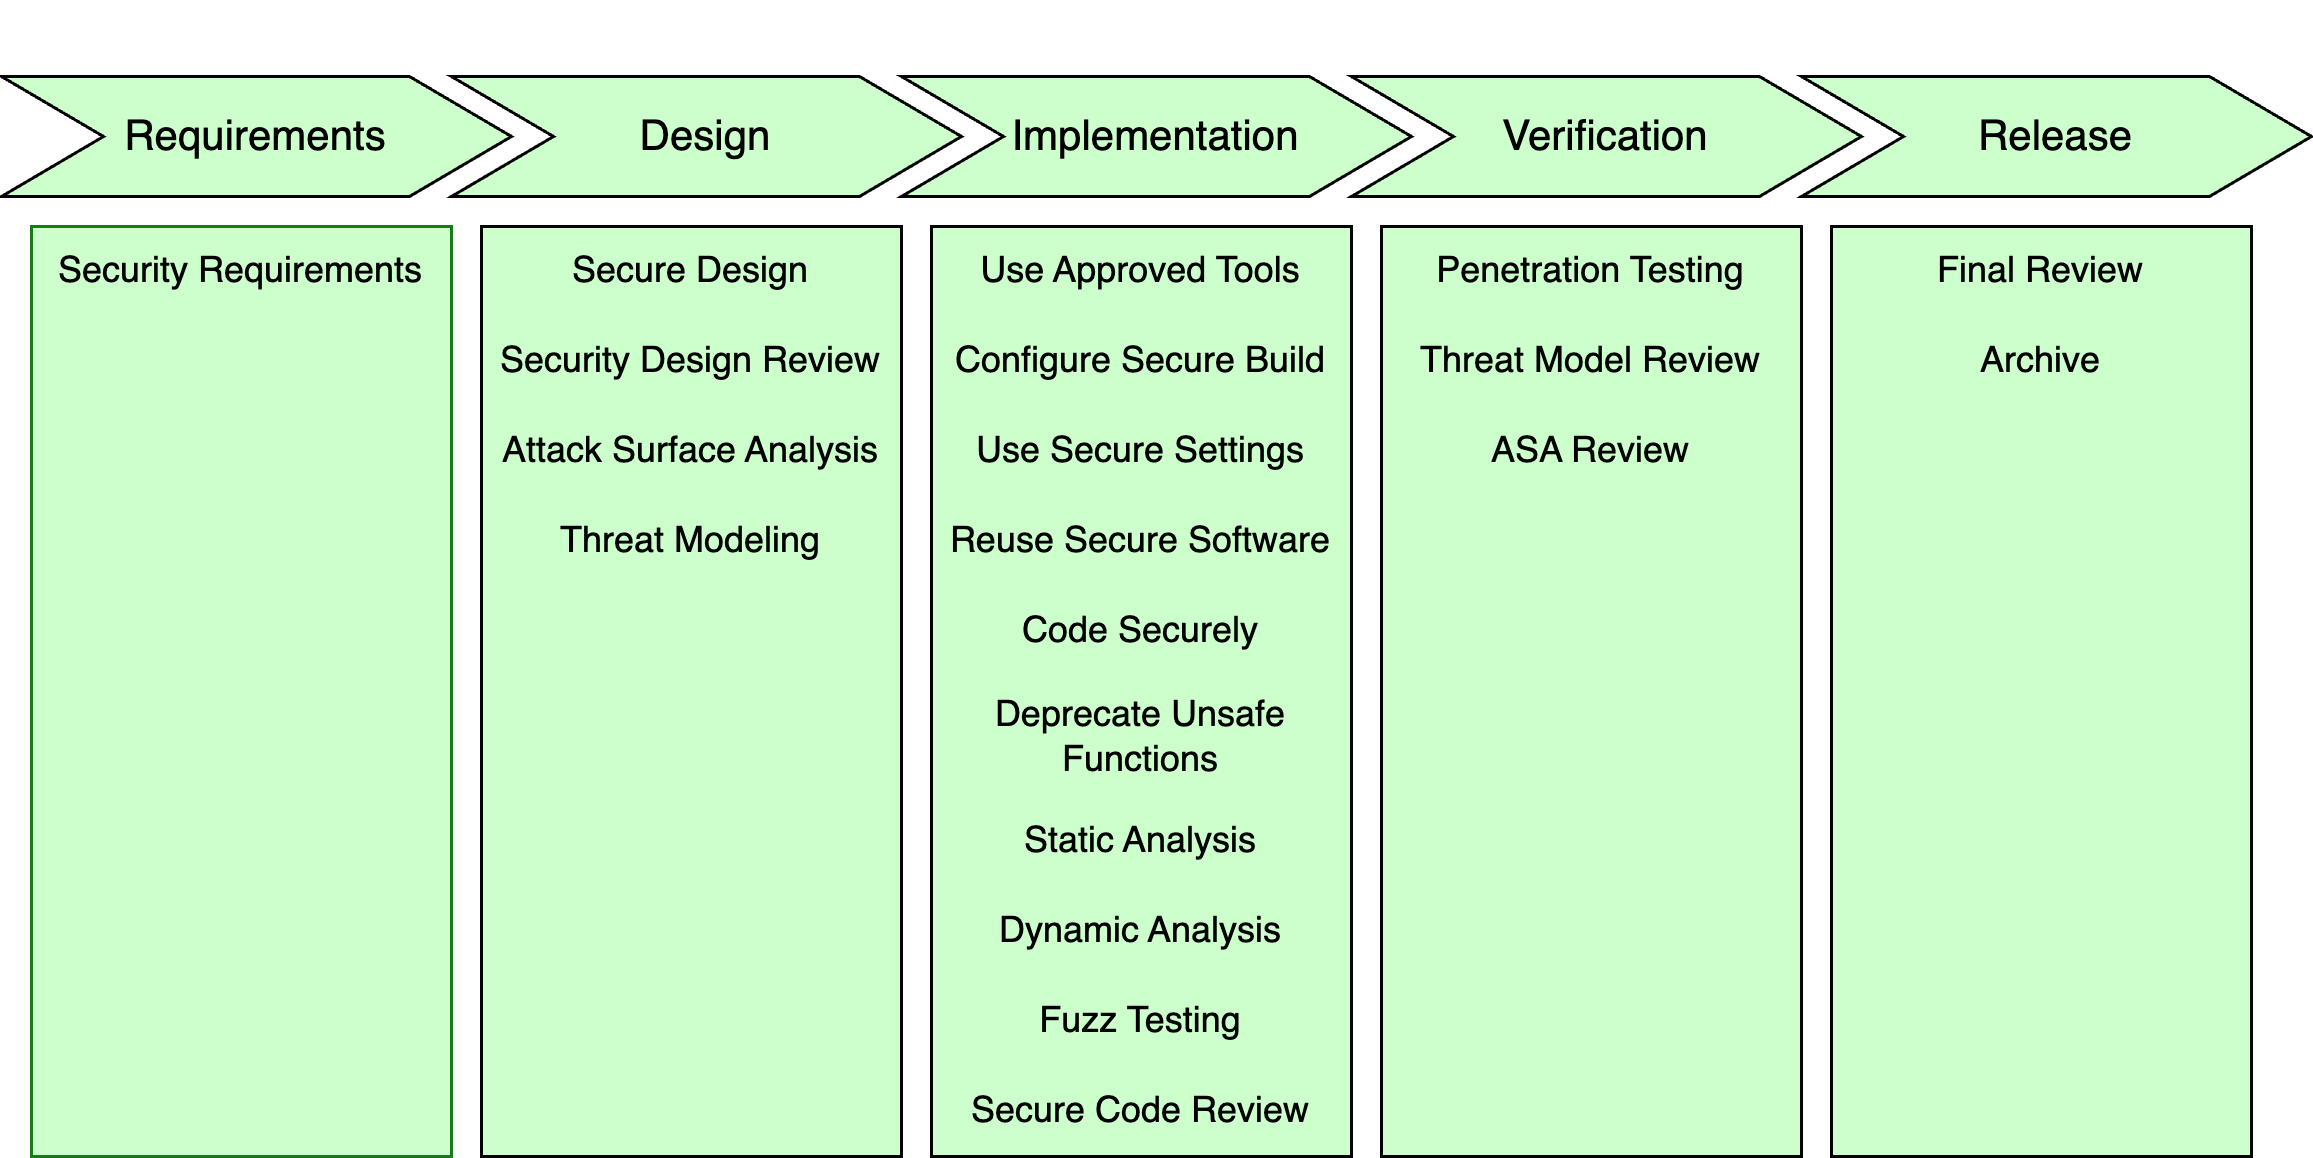 Requirements
Design
Implementation
Verification
Release
Security Requirements
Secure Design
Security Design Review
Attack Surface Analysis
Threat Modeling
Use Approved Tools
Configure Secure Build
Use Secure Settings
Reuse Secure Software
Code Securely
Deprecate Unsafe
Functions
Static Analysis
Dynamic Analysis
Fuzz Testing
Secure Code Review
Penetration Testing
Threat Model Review
ASA Review
Final Review
Archive